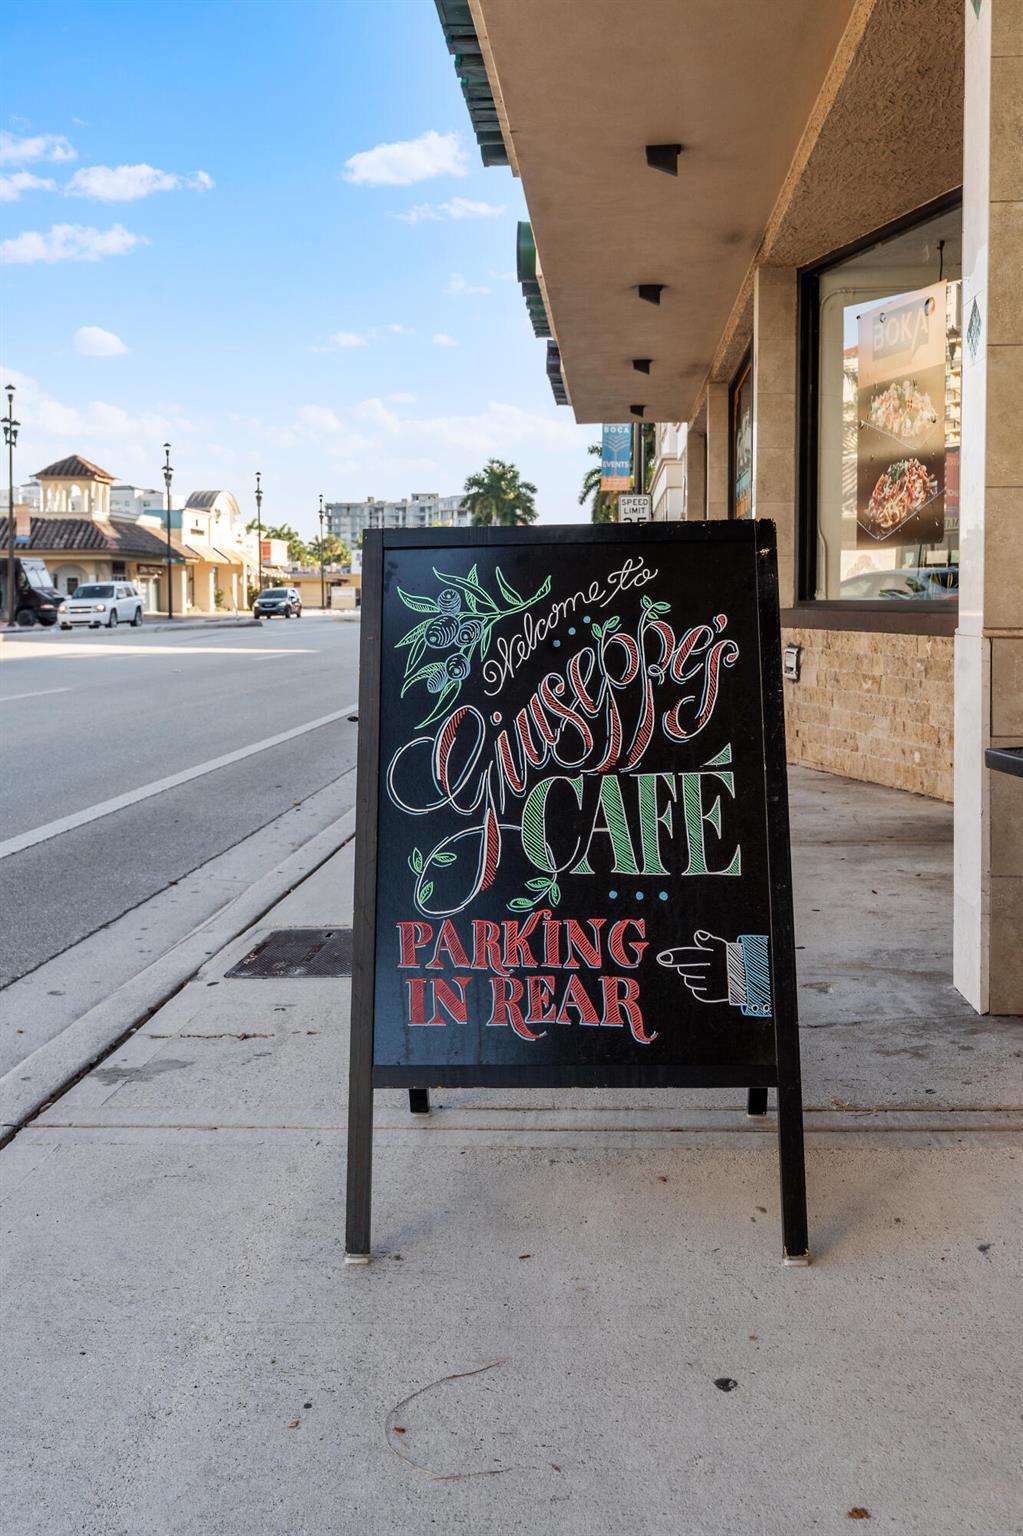 BOKA
BOCA
EVENTS
SPEED
LIMIT
Welcome to
Giuseppe's
CAFÉ
PARKING
IN REAR